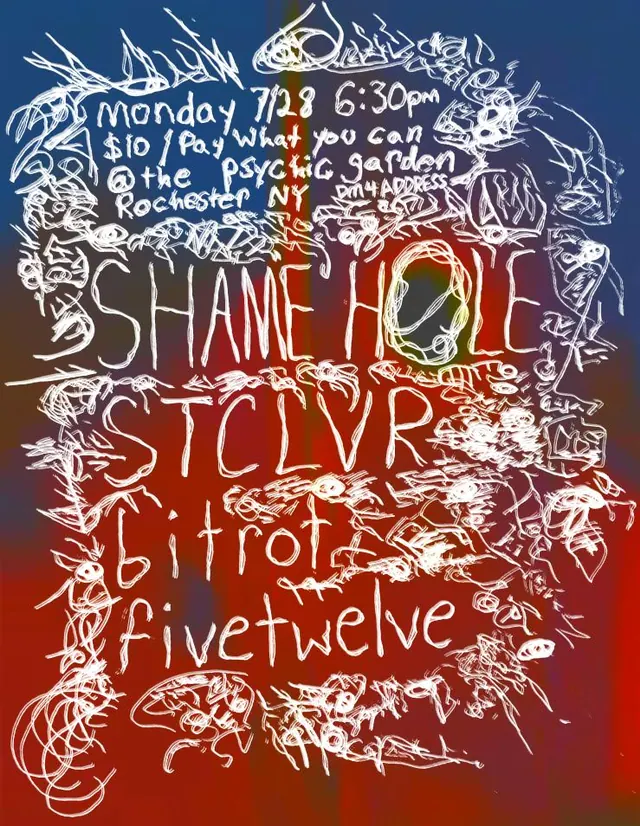 monday 7/28 6:30pm
$10 / Pay what you can
@ the psychic garden
Rochester NY DM 4 ADDRESS
SHAME HOLE
STCLVR
bitrot
fivetwelve